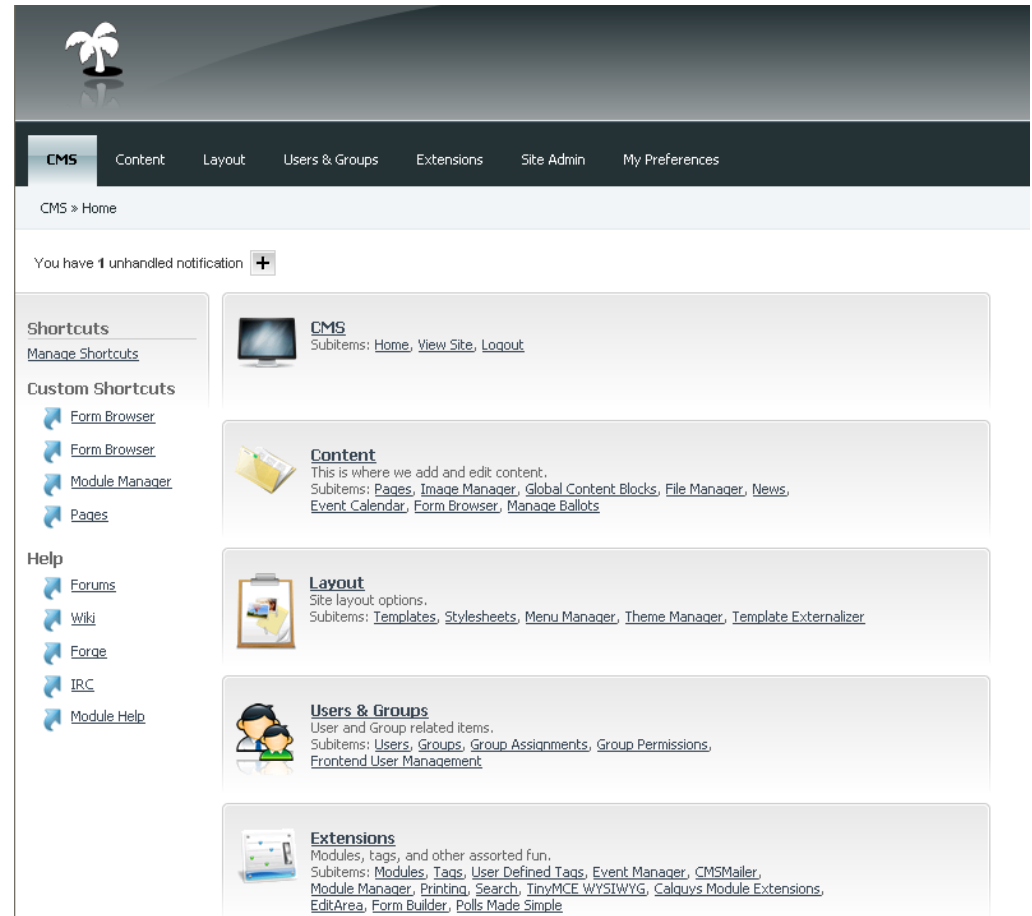 CMS Content Layout Users & Groups Extensions Site Admin My Preferences
CMS » Home
You have 1 unhandled notification +
Shortcuts
Manage Shortcuts
Custom Shortcuts
Form Browser
Form Browser
Module Manager
Pages
Help
Forums
Wiki
Forge
IRC
Module Help
CMS
Subitems: Home, View Site, Logout
Content
This is where we add and edit content.
Subitems: Pages, Image Manager, Global Content Blocks, File Manager, News,
Event Calendar, Form Browser, Manage Ballots
Layout
Site layout options.
Subitems: Templates, Stylesheets, Menu Manager, Theme Manager, Template Externalizer
Users & Groups
User and Group related items.
Subitems: Users, Groups, Group Assignments, Group Permissions,
Frontend User Management
Extensions
Modules, tags, and other assorted fun.
Subitems: Modules, Tags, User Defined Tags, Event Manager, CMSMailer,
Module Manager, Printing, Search, TinyMCE WYSIWYG, Calguys Module Extensions,
EditArea, Form Builder, Polls Made Simple